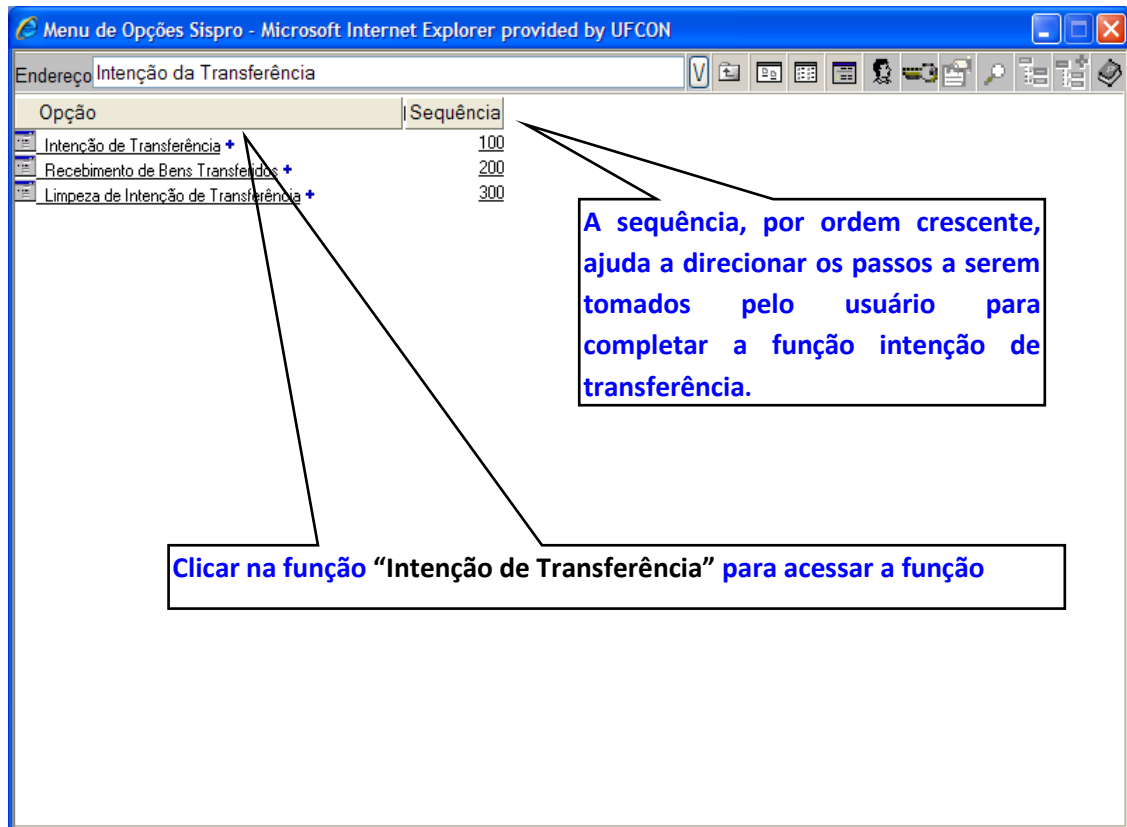 Menu de Opções Sispro - Microsoft Internet Explorer provided by UFCON
Endereço Intenção da Transferência V
Opção Sequência
Intenção de Transferência + 100
Recebimento de Bens Transferidos + 200
Limpeza de Intenção de Transferência + 300
A sequência, por ordem crescente,
ajuda a direcionar os passos a serem
tomados pelo usuário para
completar a função intenção de
transferência.
Clicar na função “Intenção de Transferência” para acessar a função